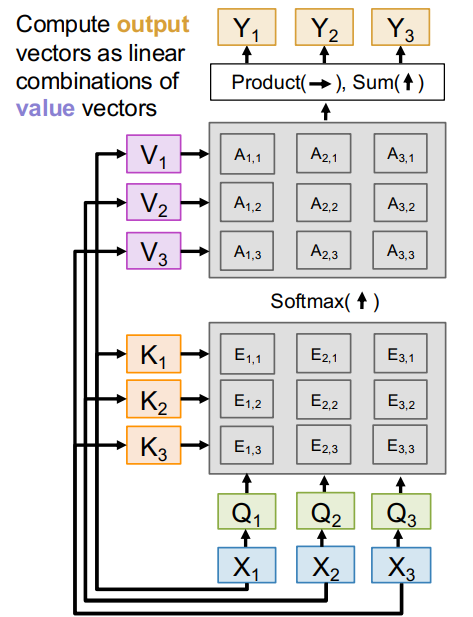 Compute output
vectors as linear
combinations of
value vectors
Y1 Y2 Y3
Product(→), Sum(↑)
V1 A1,1 A2,1 A3,1
V2 A1,2 A2,2 A3,2
V3 A1,3 A2,3 A3,3
Softmax(↑)
K1 E1,1 E2,1 E3,1
K2 E1,2 E2,2 E3,2
K3 E1,3 E2,3 E3,3
Q1 Q2 Q3
X1 X2 X3